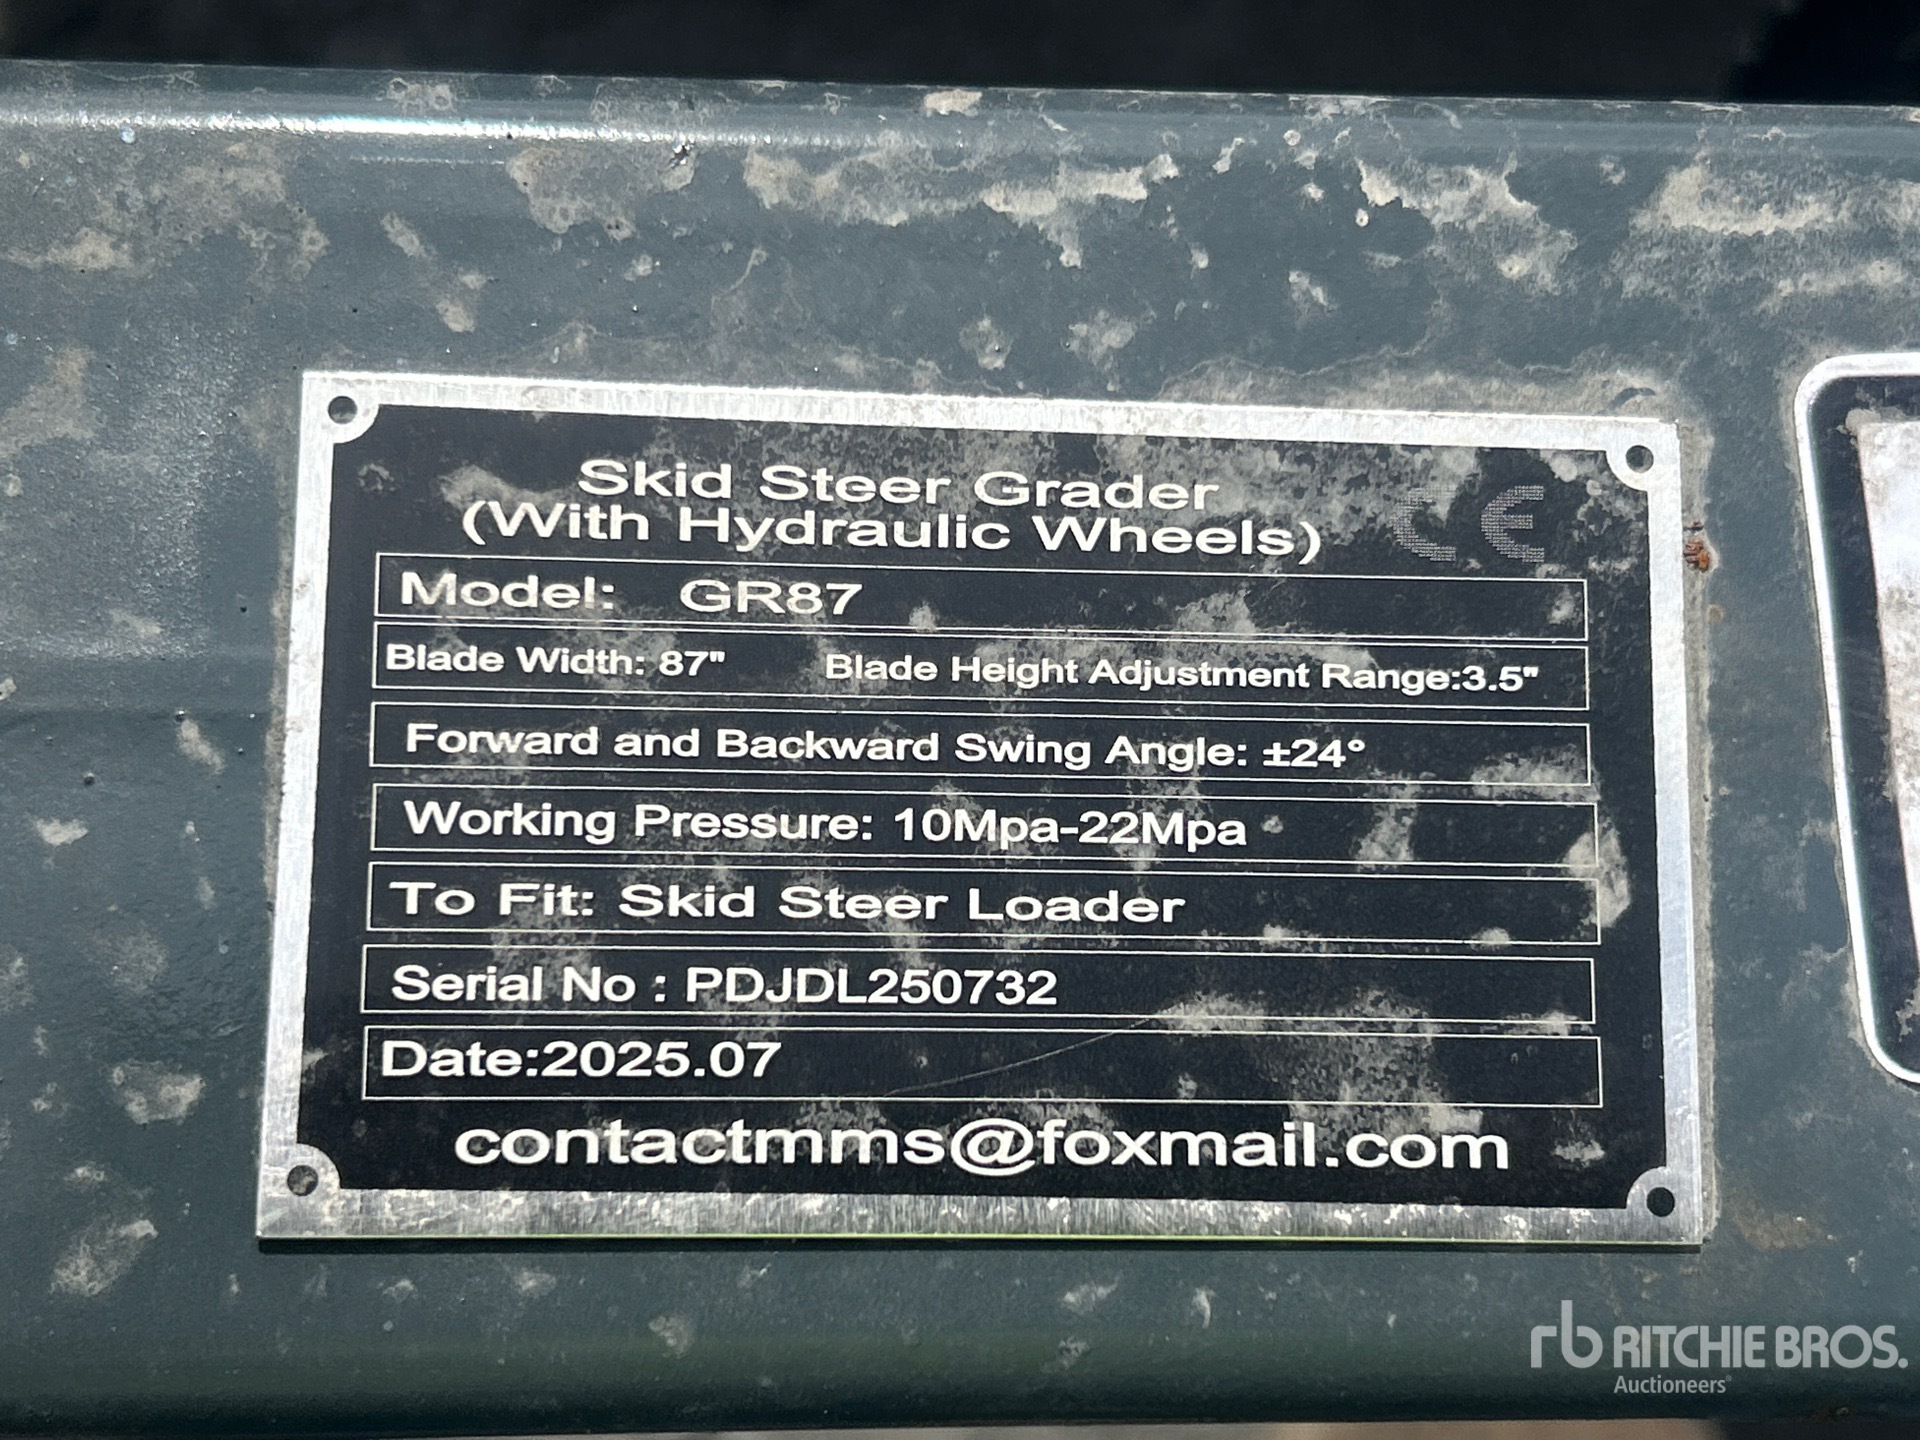 Skid Steer Grader
(With Hydraulic Wheels)
CE
Model: GR87
Blade Width: 87" Blade Height Adjustment Range:3.5"
Forward and Backward Swing Angle: ±24°
Working Pressure: 10Mpa-22Mpa
To Fit: Skid Steer Loader
Serial No : PDJDL250732
Date:2025.07
contactmms@foxmail.com
rb RITCHIE BROS.
Auctioneers®